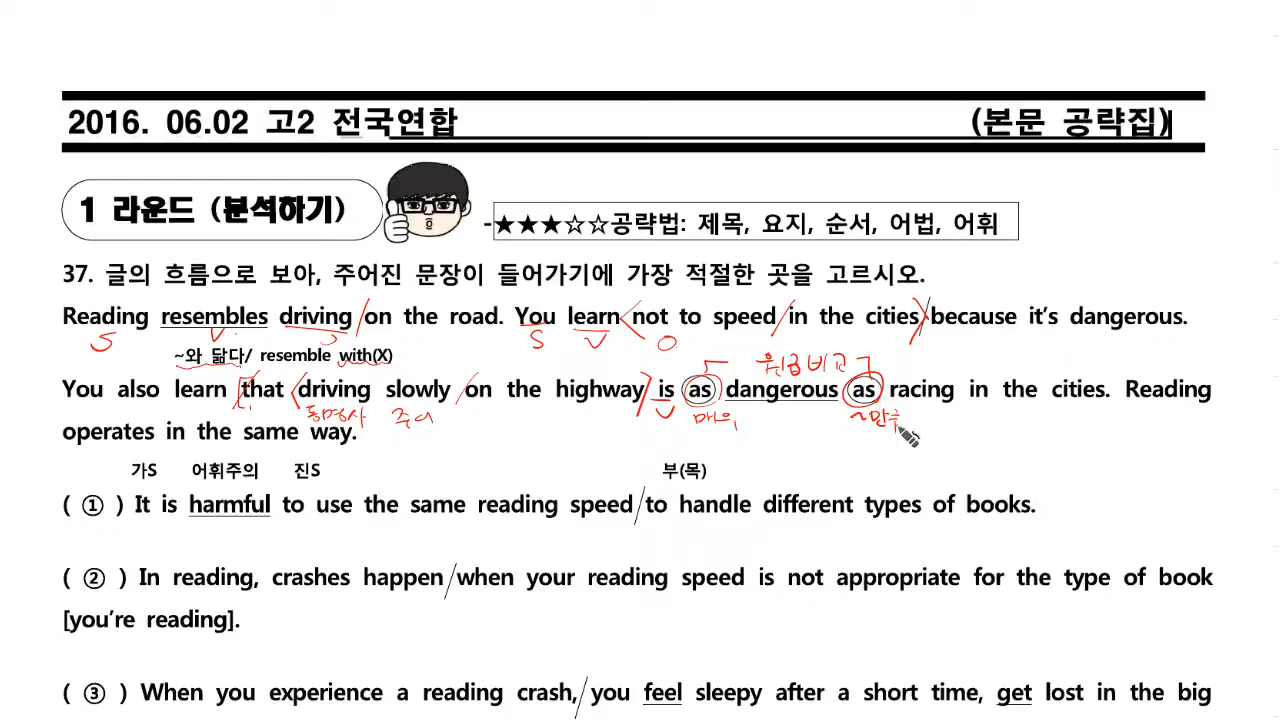 2016. 06.02 고2 전국연합 (본문 공략집)
1 라운드 (분석하기)
-★★★☆☆공략법: 제목, 요지, 순서, 어법, 어휘
37. 글의 흐름으로 보아, 주어진 문장이 들어가기에 가장 적절한 곳을 고르시오.
Reading resembles driving/on the road. You learn<not to speed/in the cities)/because it's dangerous.
S V S V O
~와 닮다/ resemble with(X) 원급비교
You also learn [that <driving slowly/on the highway) is as dangerous as racing in the cities. Reading
동명사 주어 V 매우 ~만큼
operates in the same way.
가S 어휘주의 진S 부(목)
( ① ) It is harmful to use the same reading speed/to handle different types of books.
( ② ) In reading, crashes happen/when your reading speed is not appropriate for the type of book
[you're reading].
( ③ ) When you experience a reading crash,/you feel sleepy after a short time, get lost in the big